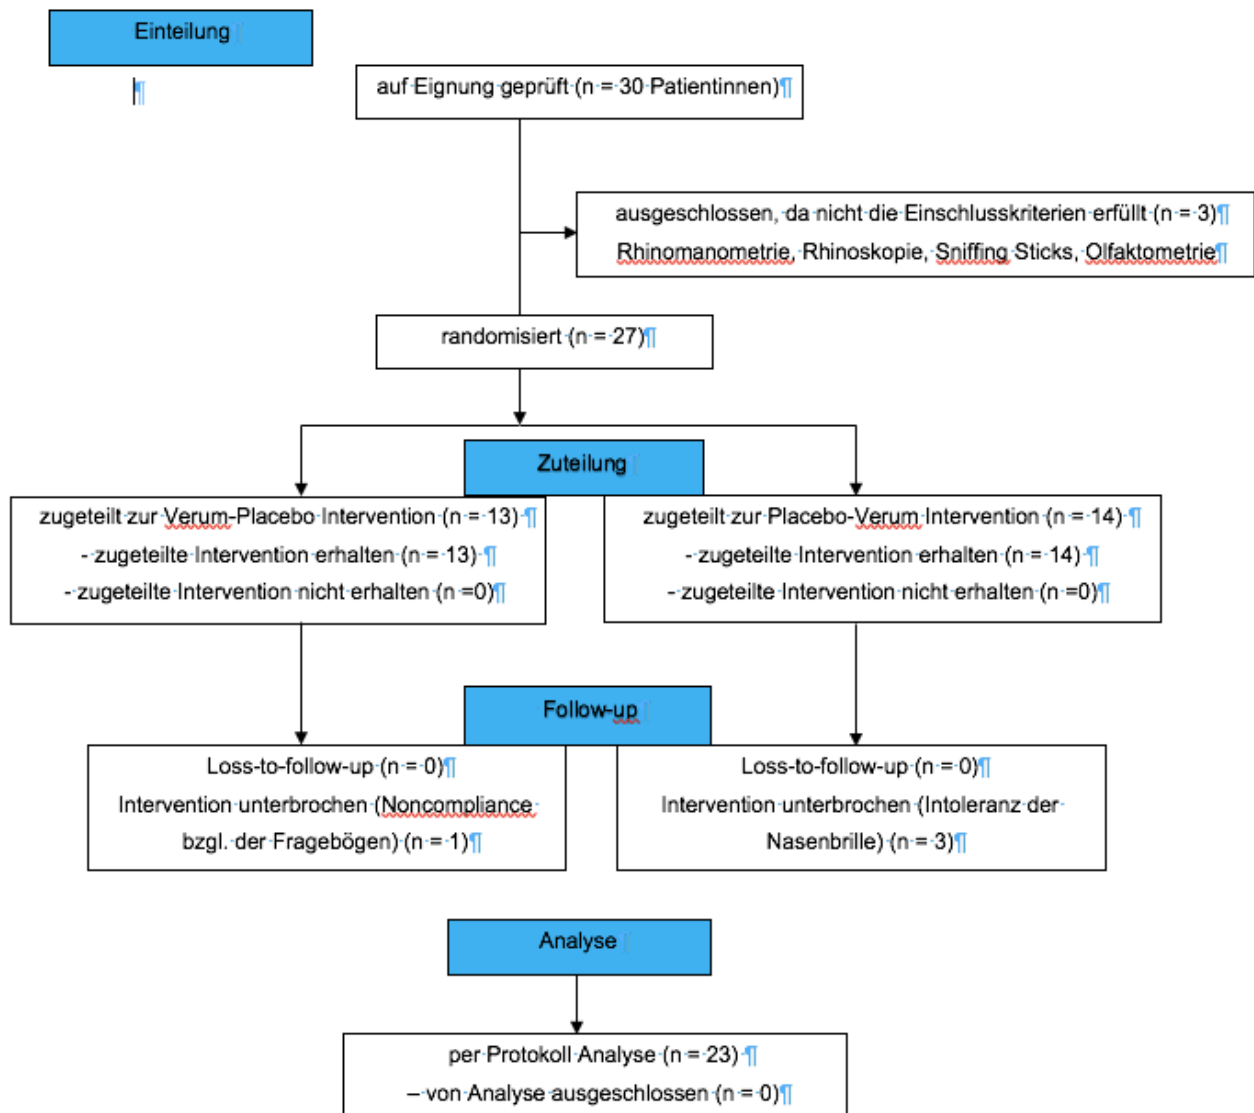 Einteilung
auf Eignung geprüft (n = 30 Patientinnen)¶
ausgeschlossen, da nicht die Einschlusskriterien erfüllt (n = 3)¶
Rhinomanometrie, Rhinoskopie, Sniffing Sticks, Olfaktometrie¶
randomisiert (n = 27)¶
Zuteilung
zugeteilt zur Verum-Placebo Intervention (n = 13) ¶
- zugeteilte Intervention erhalten (n = 13) ¶
- zugeteilte Intervention nicht erhalten (n =0)¶
zugeteilt zur Placebo-Verum Intervention (n = 14) ¶
- zugeteilte Intervention erhalten (n = 14) ¶
- zugeteilte Intervention nicht erhalten (n =0)¶
Follow-up
Loss-to-follow-up (n = 0)¶
Intervention unterbrochen (Noncompliance
bzgl. der Fragebögen) (n = 1)¶
Loss-to-follow-up (n = 0)¶
Intervention unterbrochen (Intoleranz der
Nasenbrille) (n = 3)¶
Analyse
per Protokoll Analyse (n = 23) ¶
– von Analyse ausgeschlossen (n = 0)¶